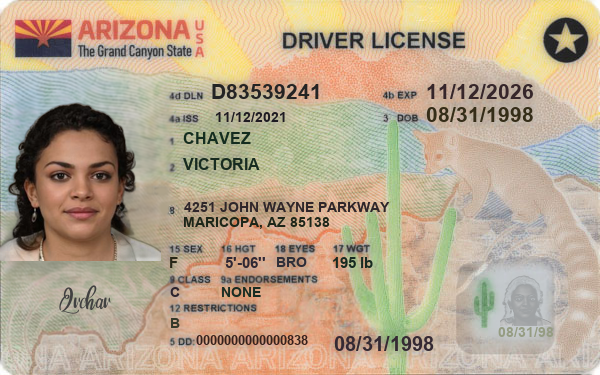 ARIZONA USA
The Grand Canyon State
DRIVER LICENSE
4d DLN D83539241
4b EXP 11/12/2026
4a ISS 11/12/2021
3 DOB 08/31/1998
1 CHAVEZ
2 VICTORIA
8 4251 JOHN WAYNE PARKWAY
MARICOPA, AZ 85138
15 SEX 16 HGT 18 EYES 17 WGT
F 5'-06" BRO 195 lb
9 CLASS 9a ENDORSEMENTS
C NONE
12 RESTRICTIONS
B
5 DD: 0000000000000838
08/31/1998
08/31/98
ARIZONA ARIZONA ARIZONA ARIZONA